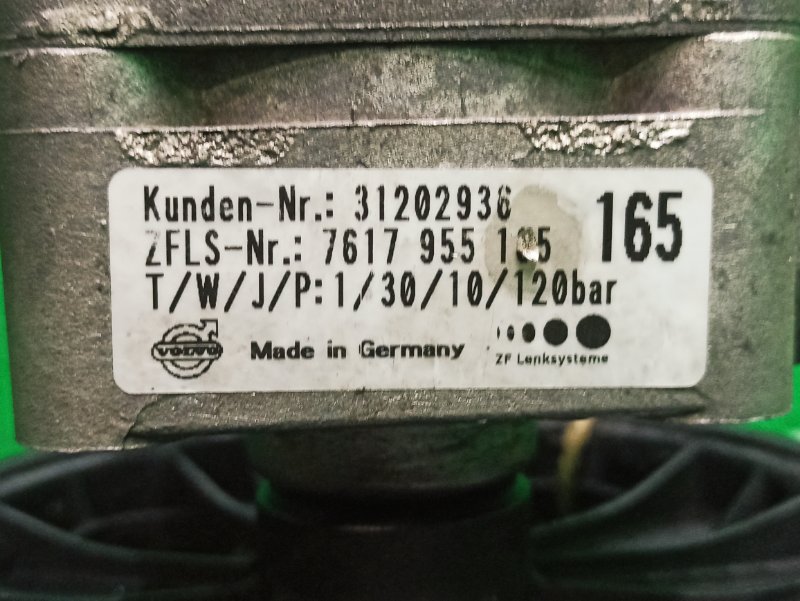 Kunden-Nr.: 31202936
165
ZFLS-Nr.: 7617 955
T/W/J/P:1/30/10/120bar
VOLVO
Made in Germany
ZF Lenksysteme